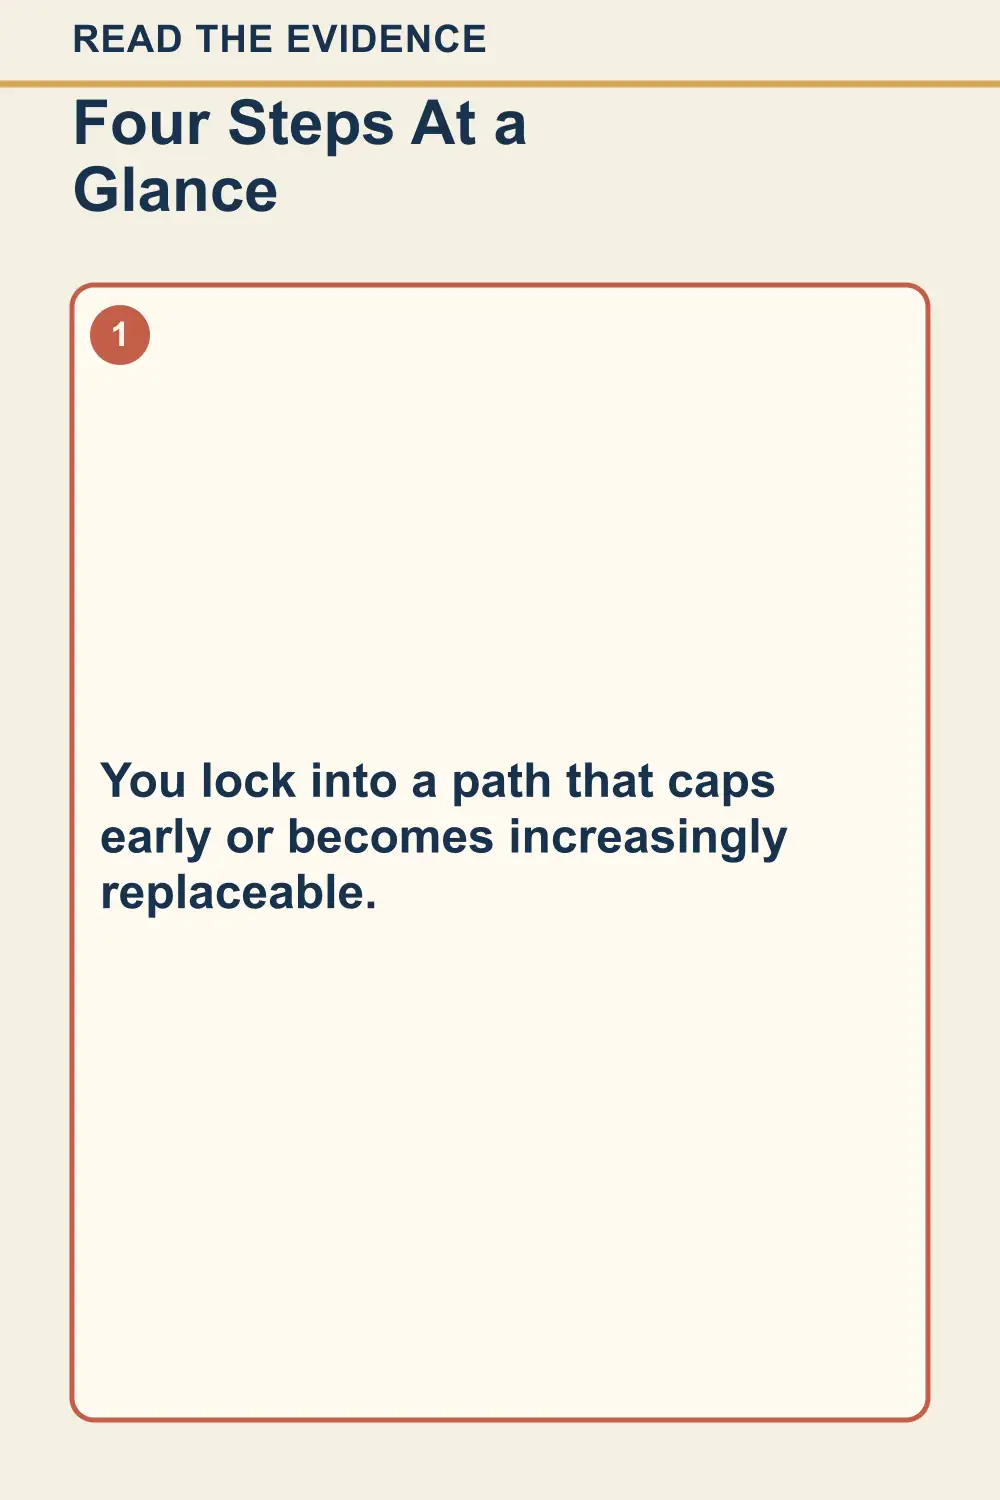 READ THE EVIDENCE
Four Steps At a
Glance
1
You lock into a path that caps
early or becomes increasingly
replaceable.